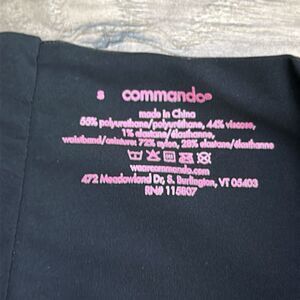 s commando®
made in China
55% polyurethane/polyuréthane, 44% viscose,
1% elastane/élasthanne
waistband/ceinture: 72% nylon, 28% elastane/élasthanne
wearcommando.com
472 Meadowland Dr, S. Burlington, VT 05403
RN# 115807